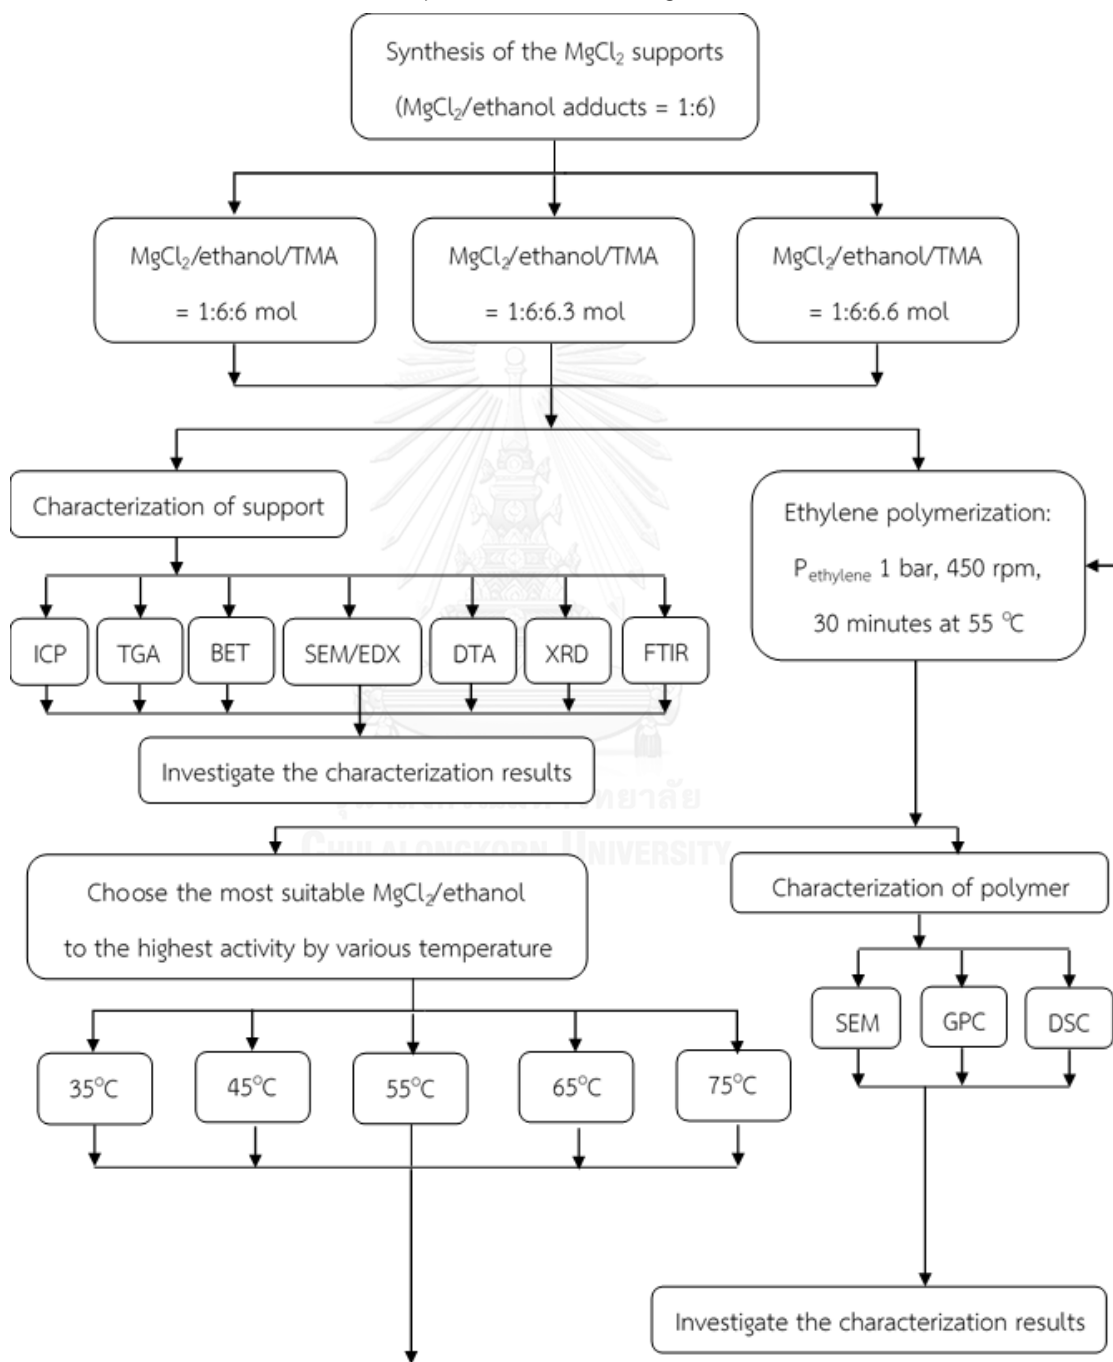 Synthesis of the MgCl₂ supports
(MgCl₂/ethanol adducts = 1:6)
MgCl₂/ethanol/TMA
= 1:6:6 mol
MgCl₂/ethanol/TMA
= 1:6:6.3 mol
MgCl₂/ethanol/TMA
= 1:6:6.6 mol
Characterization of support
Ethylene polymerization:
Pethylene 1 bar, 450 rpm,
30 minutes at 55 °C
ICP
TGA
BET
SEM/EDX
DTA
XRD
FTIR
Investigate the characterization results
CHULALONGKORN UNIVERSITY
Choose the most suitable MgCl₂/ethanol
to the highest activity by various temperature
Characterization of polymer
SEM
GPC
DSC
35°C
45°C
55°C
65°C
75°C
Investigate the characterization results